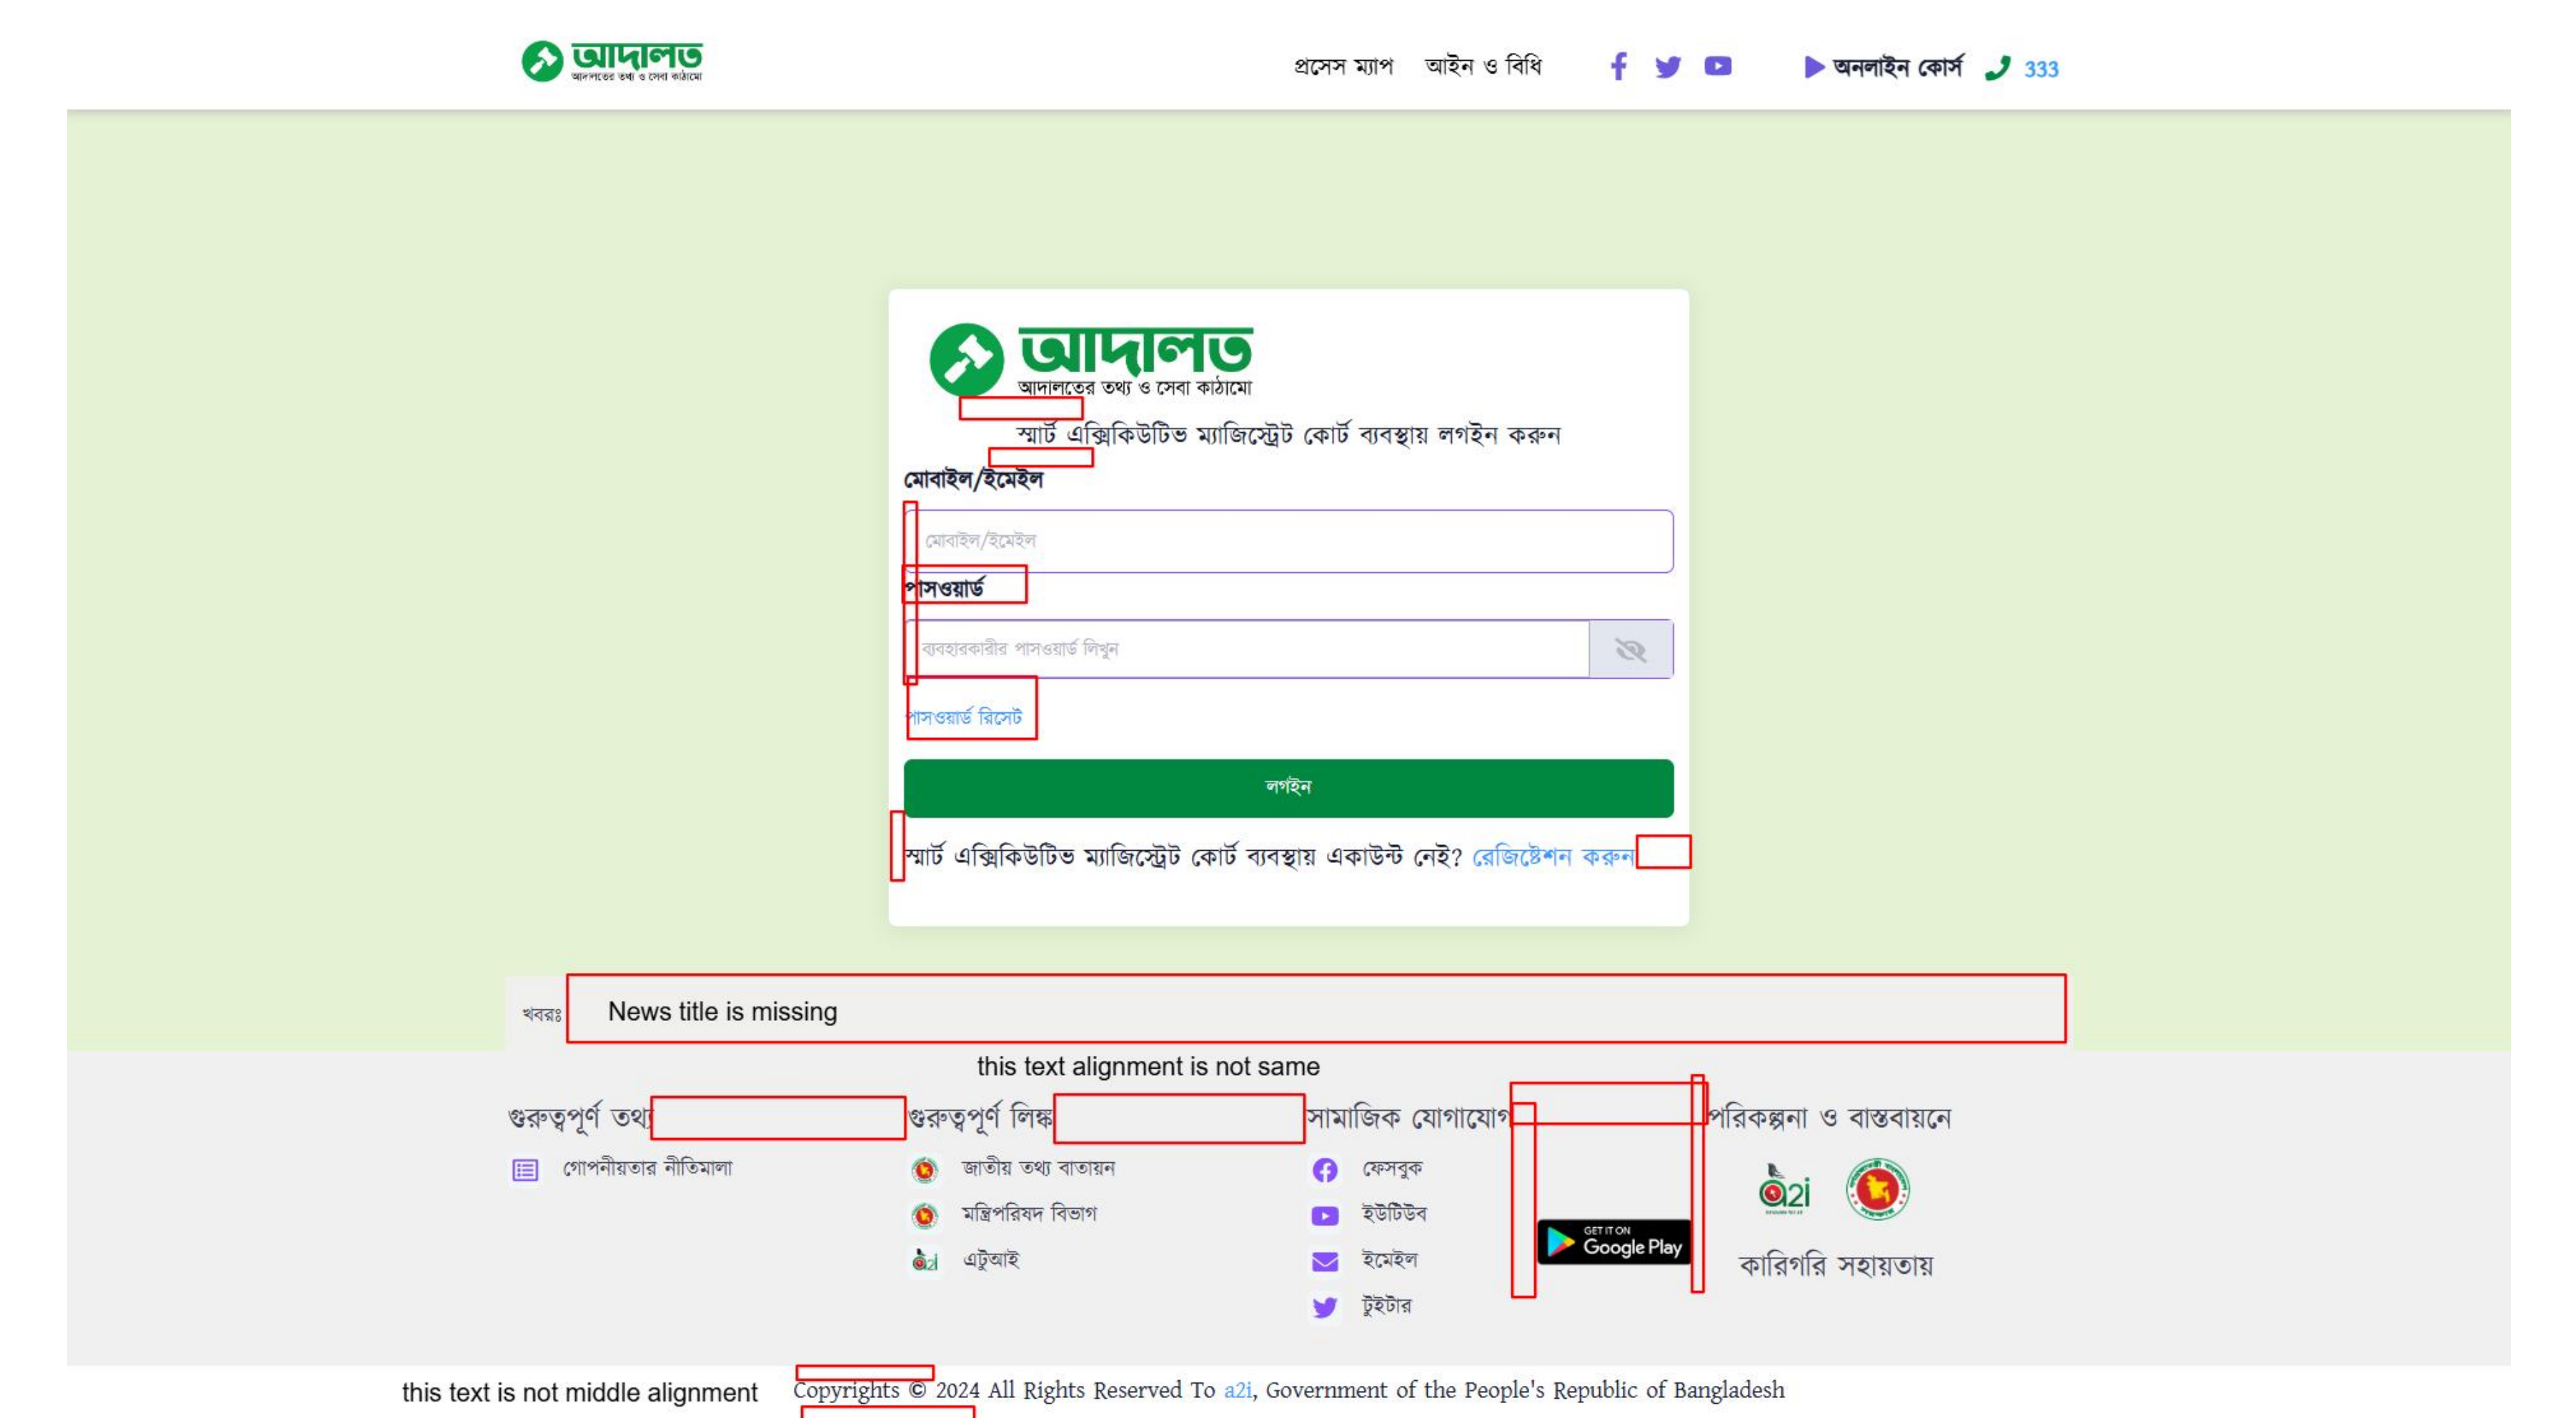 আদালত
আদালতের তথ্য ও সেবা কাঠামো
প্রসেস ম্যাপ আইন ও বিধি অনলাইন কোর্স 333
আদালত
আদালতের তথ্য ও সেবা কাঠামো
স্মার্ট এক্সিকিউটিভ ম্যাজিস্ট্রেট কোর্ট ব্যবস্থায় লগইন করুন
মোবাইল/ইমেইল
মোবাইল/ইমেইল
পাসওয়ার্ড
ব্যবহারকারীর পাসওয়ার্ড লিখুন
পাসওয়ার্ড রিসেট
লগইন
স্মার্ট এক্সিকিউটিভ ম্যাজিস্ট্রেট কোর্ট ব্যবস্থায় একাউন্ট নেই? রেজিষ্টেশন করুন
খবরঃ News title is missing
this text alignment is not same
গুরুত্বপূর্ণ তথ্য
গোপনীয়তার নীতিমালা
গুরুত্বপূর্ণ লিঙ্ক
জাতীয় তথ্য বাতায়ন
মন্ত্রিপরিষদ বিভাগ
a2i এটুআই
সামাজিক যোগাযোগ
ফেসবুক
ইউটিউব
ইমেইল
টুইটার
GET IT ON
Google Play
পরিকল্পনা ও বাস্তবায়নে
a2i
কারিগরি সহায়তায়
this text is not middle alignment Copyrights © 2024 All Rights Reserved To a2i, Government of the People's Republic of Bangladesh